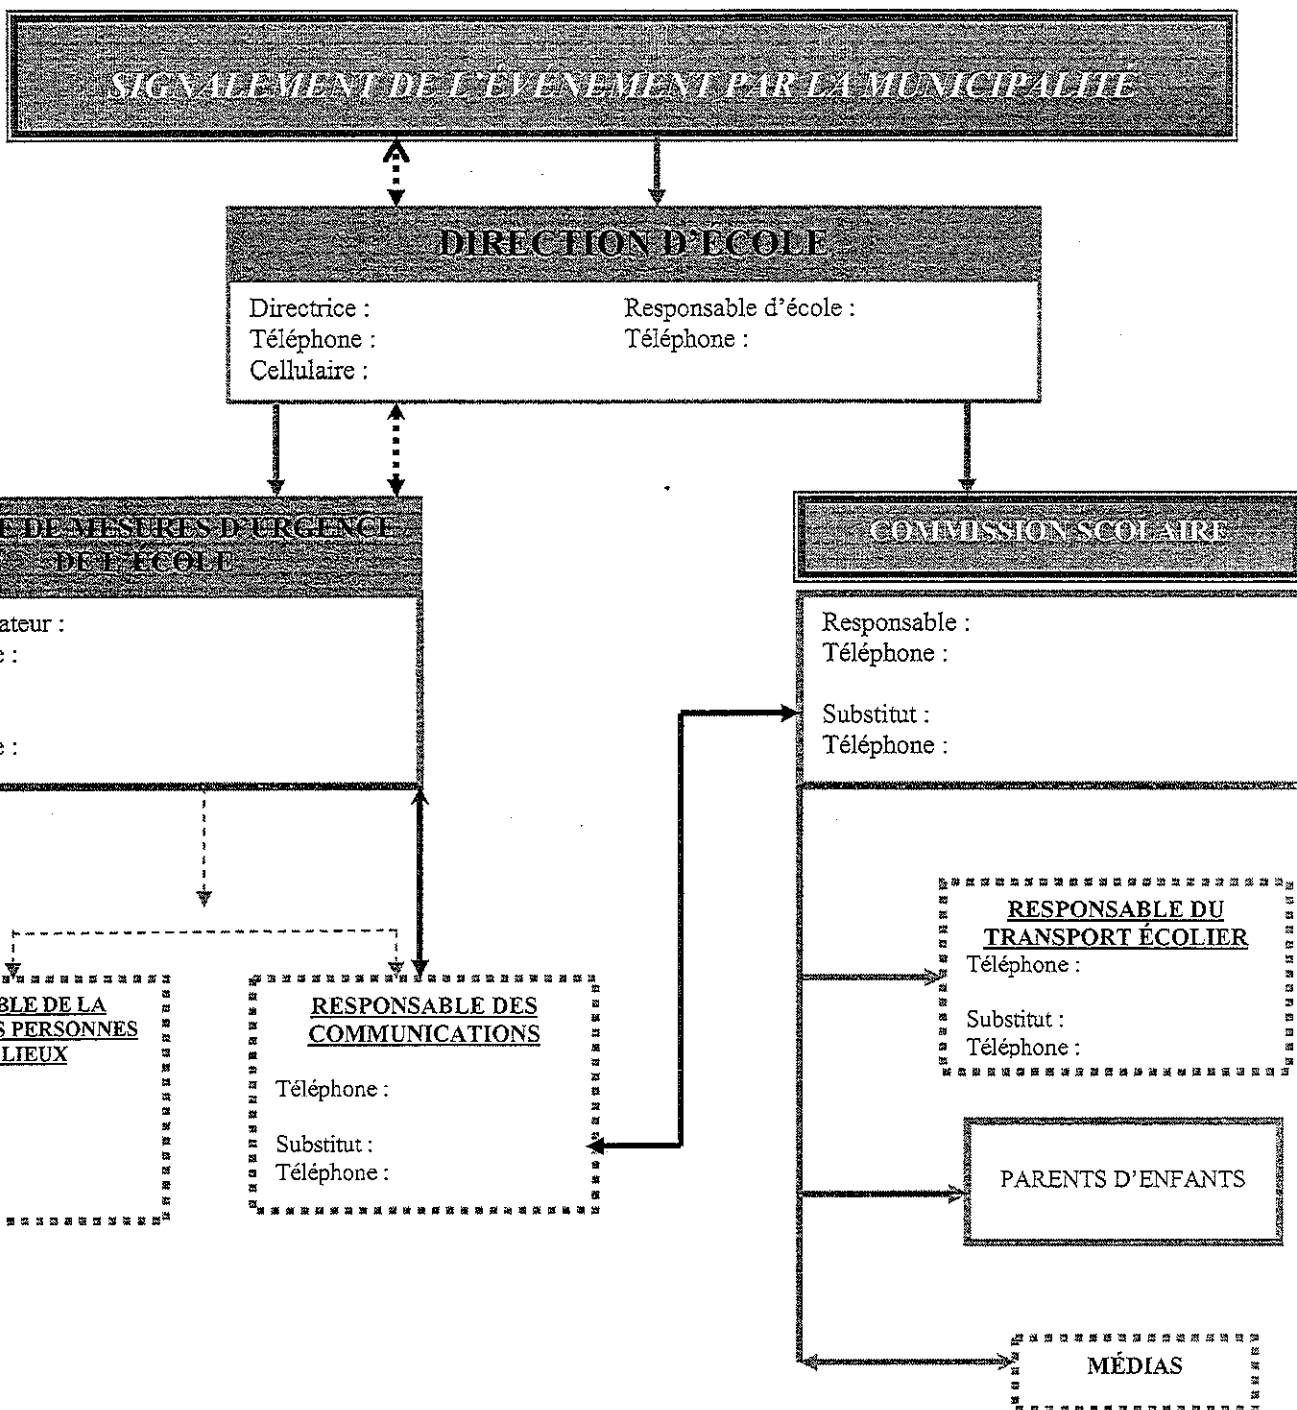 SIGNALEMENT DE L'ÉVÉNEMENT PAR LA MUNICIPALITÉ
DIRECTION D'ÉCOLE
Directrice :
Téléphone :
Cellulaire :
Responsable d'école :
Téléphone :
DE MESURES D'URGENCE
DE L'ÉCOLE
COMMISSION SCOLAIRE
Responsable :
Téléphone :
Substitut :
Téléphone :
RESPONSABLE DU
TRANSPORT ÉCOLIER
Téléphone :
Substitut :
Téléphone :
DE LA
PERSONNES
LIEUX
RESPONSABLE DES
COMMUNICATIONS
Téléphone :
Substitut :
Téléphone :
PARENTS D'ENFANTS
MÉDIAS